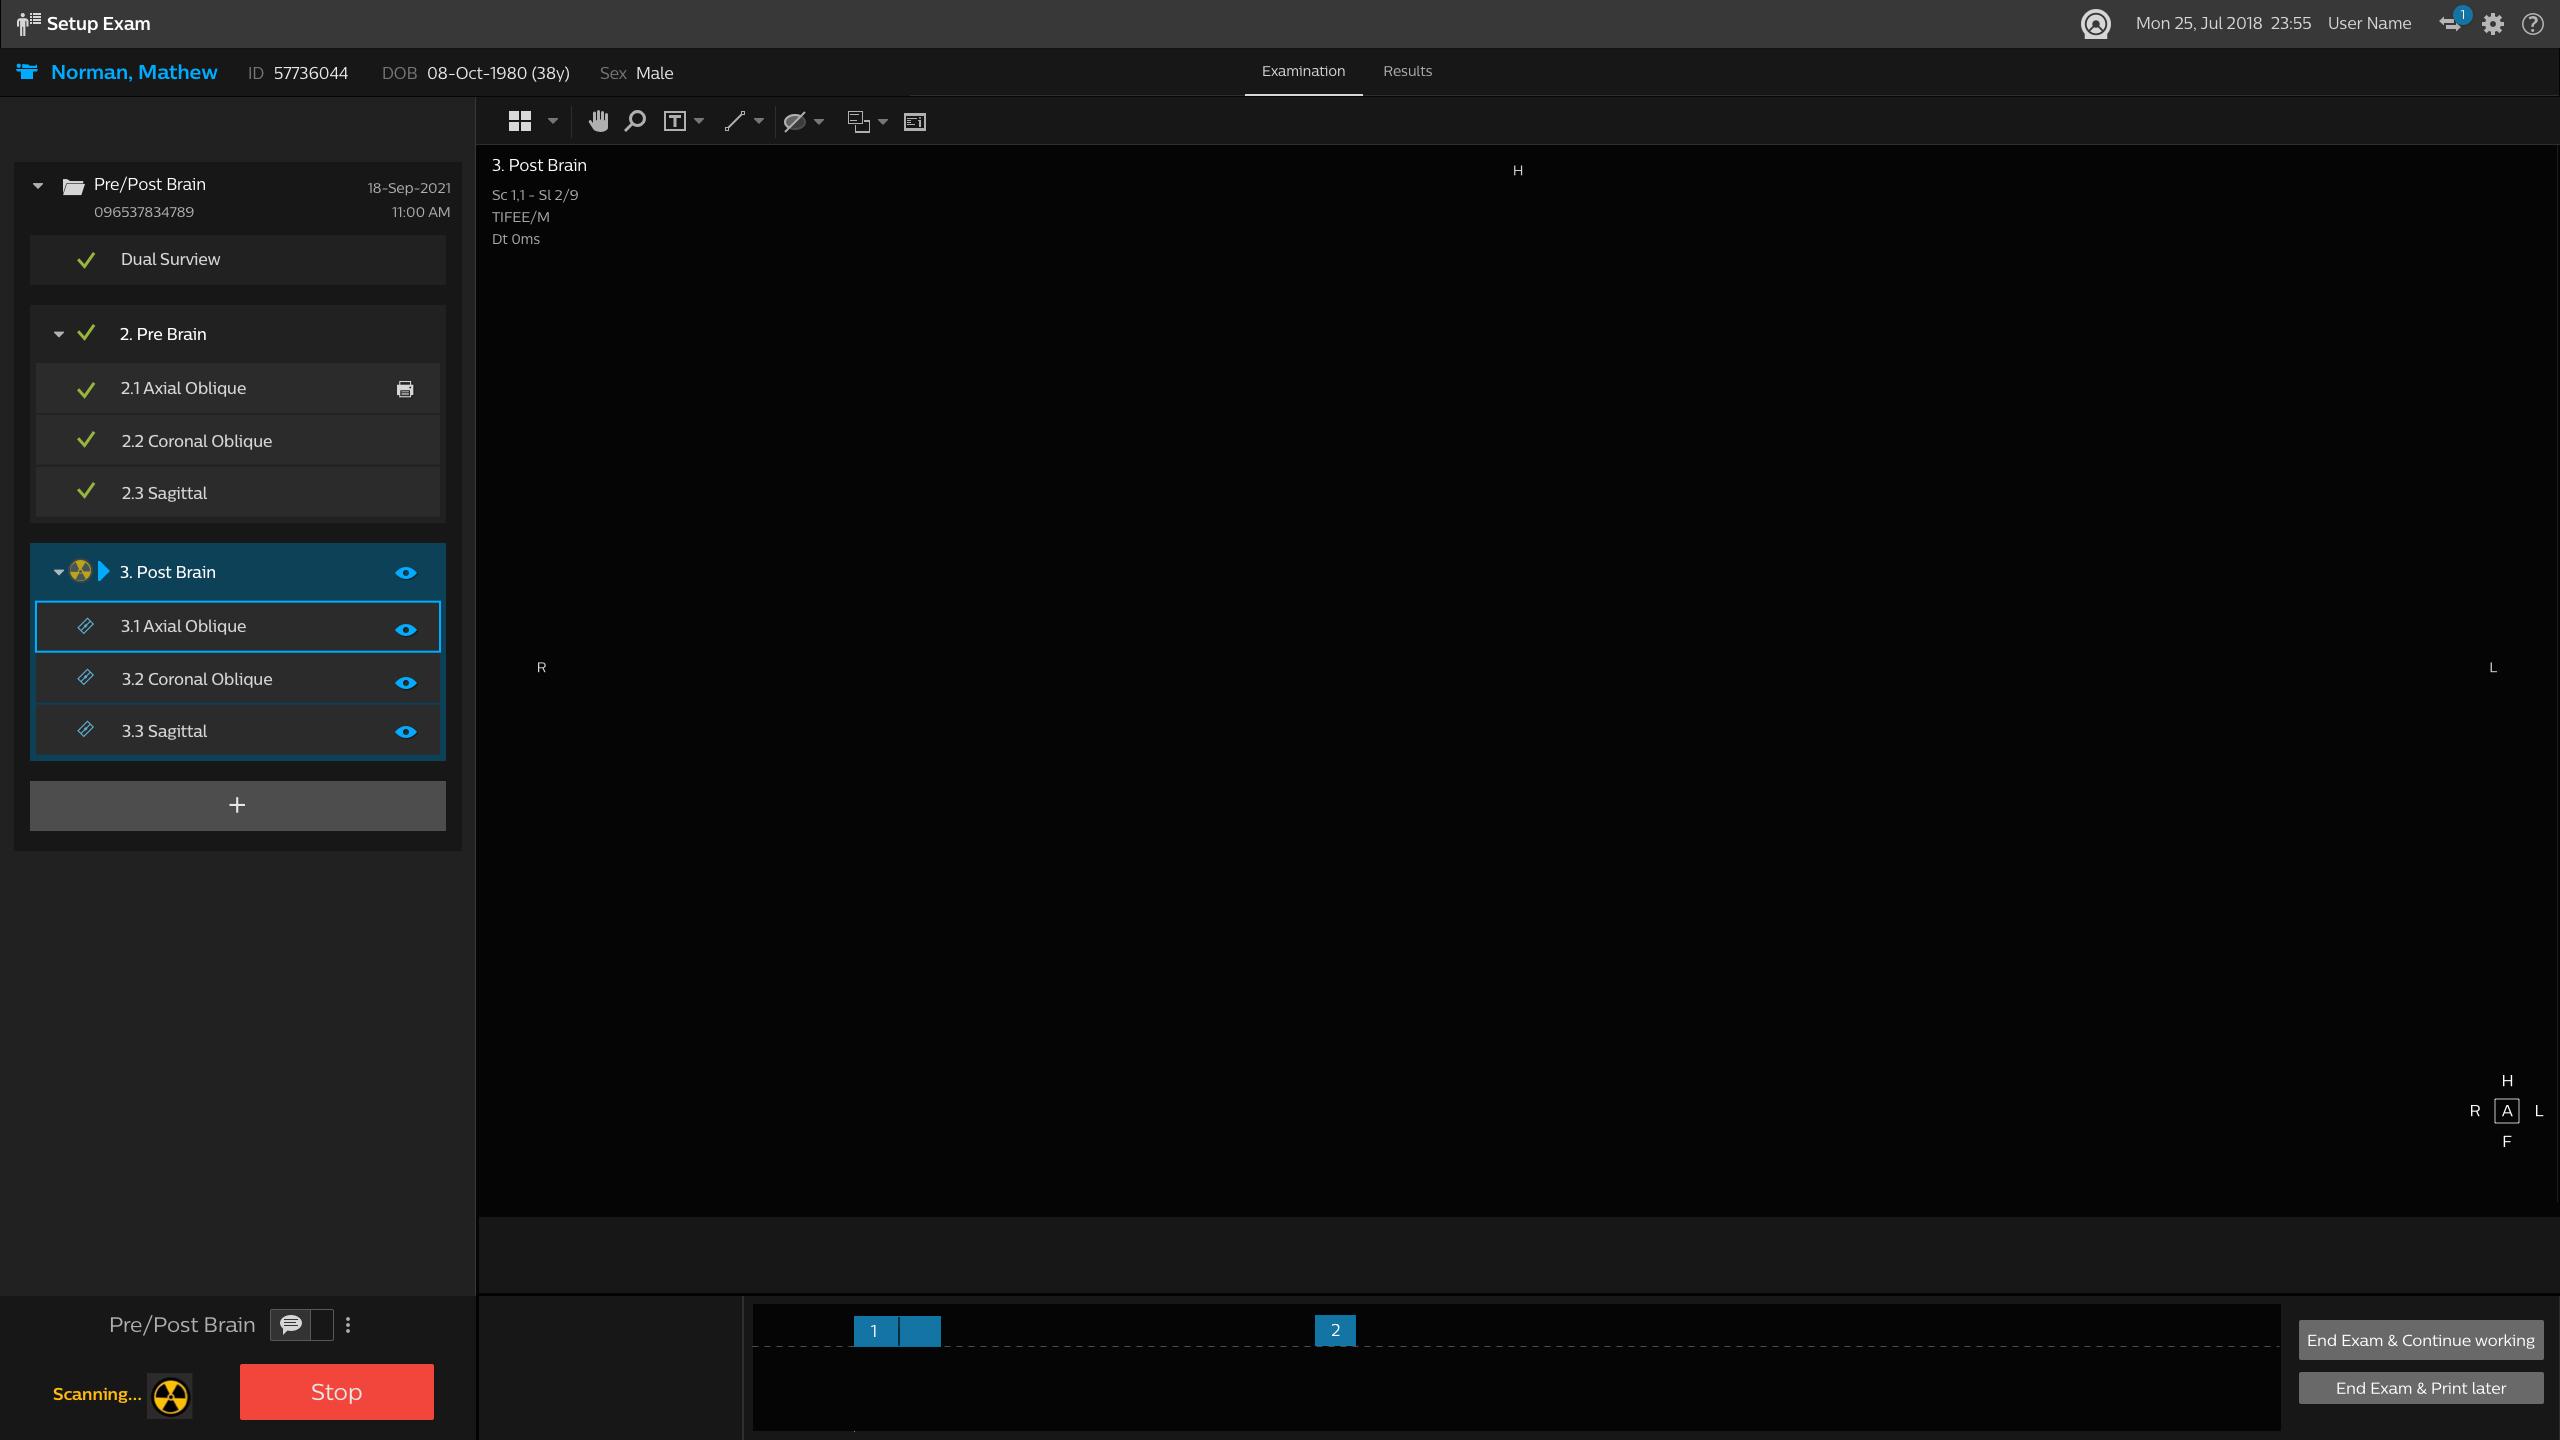 Setup Exam
Mon 25, Jul 2018 23:55 User Name 1
Norman, Mathew ID 57736044 DOB 08-Oct-1980 (38y) Sex Male
Examination Results
Pre/Post Brain 18-Sep-2021
096537834789 11:00 AM
Dual Surview
2. Pre Brain
2.1 Axial Oblique
2.2 Coronal Oblique
2.3 Sagittal
3. Post Brain
3.1 Axial Oblique
3.2 Coronal Oblique
3.3 Sagittal
+
T
3. Post Brain
Sc 1,1 - Sl 2/9
TIFEE/M
Dt 0ms
H
R L
H
R A L
F
Pre/Post Brain
Scanning... Stop
1 2
End Exam & Continue working
End Exam & Print later